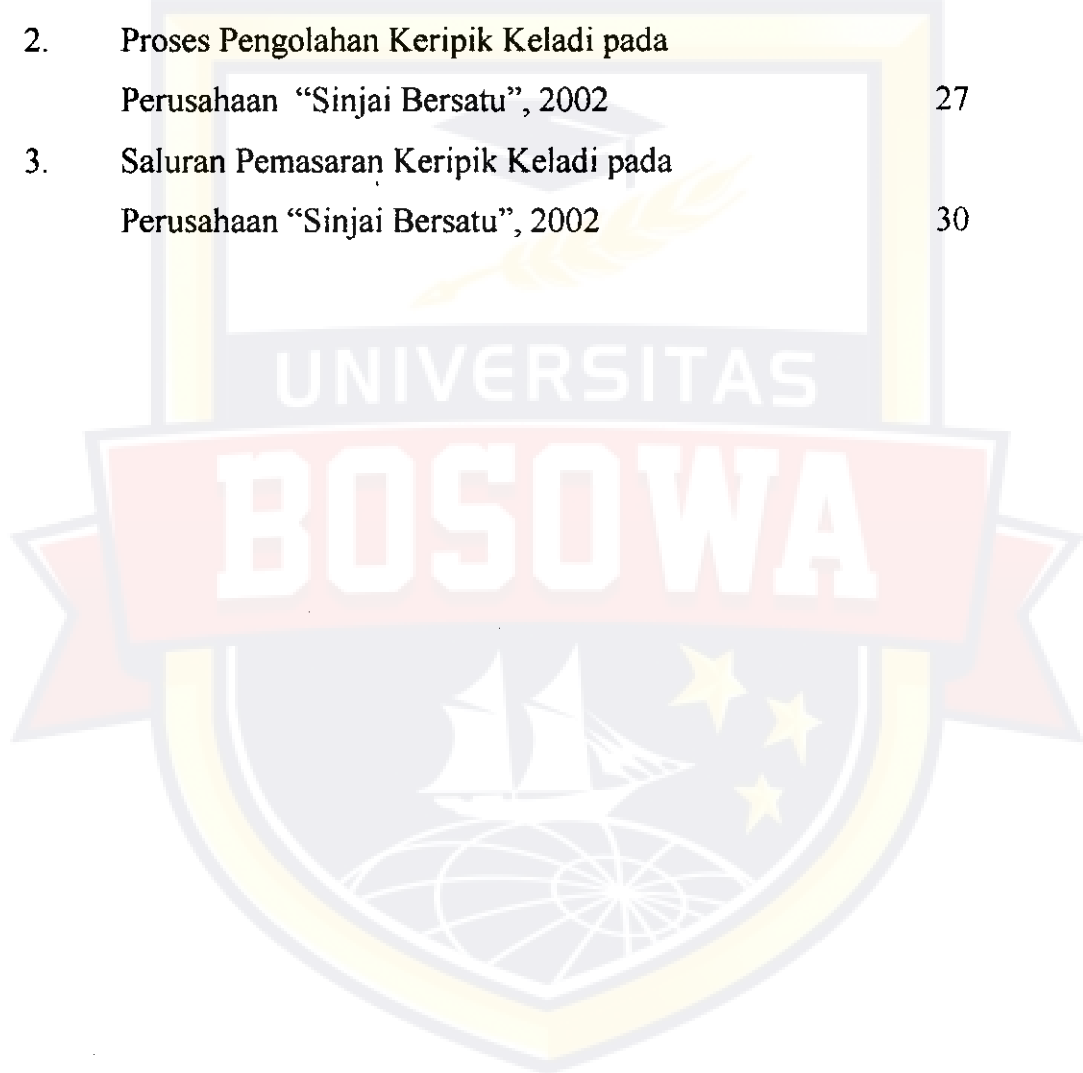 2. Proses Pengolahan Keripik Keladi pada
Perusahaan “Sinjai Bersatu”, 2002 27
3. Saluran Pemasaran Keripik Keladi pada
Perusahaan “Sinjai Bersatu”, 2002 30
UNIVERSITAS
BOSOWA